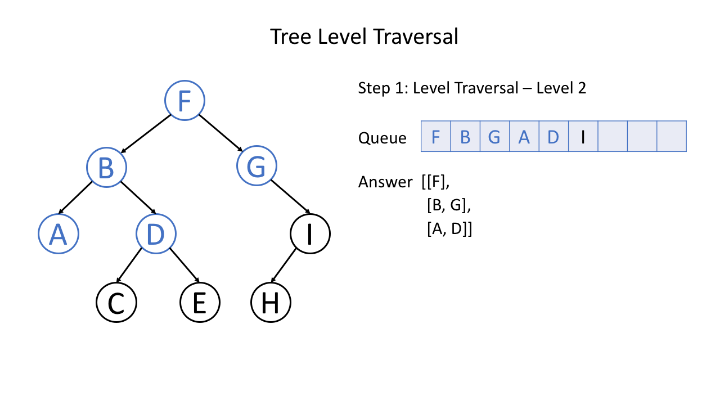 Tree Level Traversal
Step 1: Level Traversal – Level 2
Queue F B G A D I
Answer [[F],
[B, G],
[A, D]]
F
B G
A D I
C E H